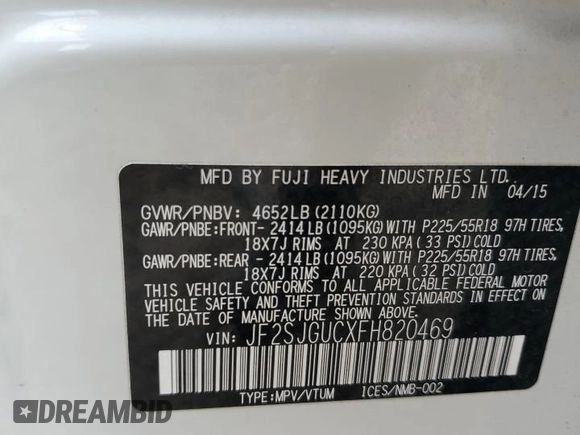 MFD BY FUJI HEAVY INDUSTRIES LTD.
MFD IN 04/15
GVWR/PNBV: 4652LB (2110KG)
GAWR/PNBE:FRONT- 2414LB (1095KG) WITH P225/55R18 97H TIRES,
18X7J RIMS AT 230 KPA (33 PSI) COLD
GAWR/PNBE:REAR - 2414LB (1095KG) WITH P225/55R18 97H TIRES,
18X7J RIMS AT 220 KPA (32 PSI) COLD
THIS VEHICLE CONFORMS TO ALL APPLICABLE FEDERAL MOTOR
VEHICLE SAFETY AND THEFT PREVENTION STANDARDS IN EFFECT ON
THE DATE OF MANUFACTURE SHOWN ABOVE.
VIN: JF2SJGUCXFH820469
TYPE:MPV/VTUM ICES/NMB-002
DREAMBID